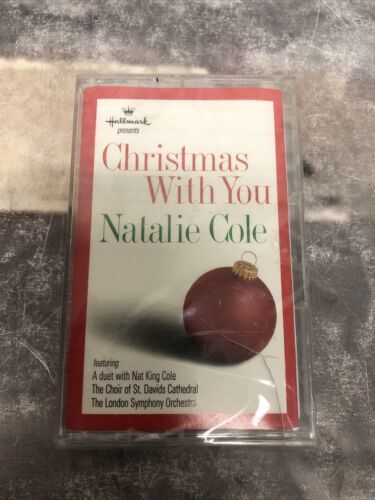 Hallmark
presents
Christmas
With You
Natalie Cole
featuring
A duet with Nat King Cole
The Choir of St. Davids Cathedral
The London Symphony Orchestra